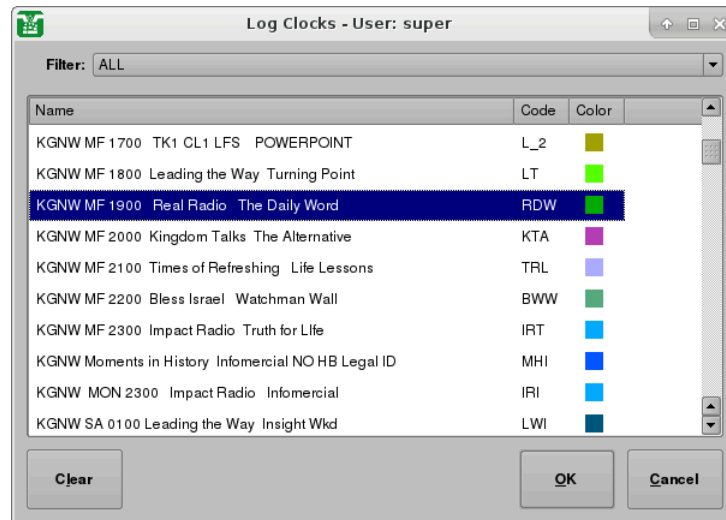 Log Clocks - User: super
Filter: ALL
Name Code Color
KGNW MF 1700 TK1 CL1 LFS POWERPOINT L_2
KGNW MF 1800 Leading the Way Turning Point LT
KGNW MF 1900 Real Radio The Daily Word RDW
KGNW MF 2000 Kingdom Talks The Alternative KTA
KGNW MF 2100 Times of Refreshing Life Lessons TRL
KGNW MF 2200 Bless Israel Watchman Wall BWW
KGNW MF 2300 Impact Radio Truth for LIfe IRT
KGNW Moments in History Infomercial NO HB Legal ID MHI
KGNW MON 2300 Impact Radio Infomercial IRI
KGNW SA 0100 Leading the Way Insight Wkd LWI
Clear OK Cancel